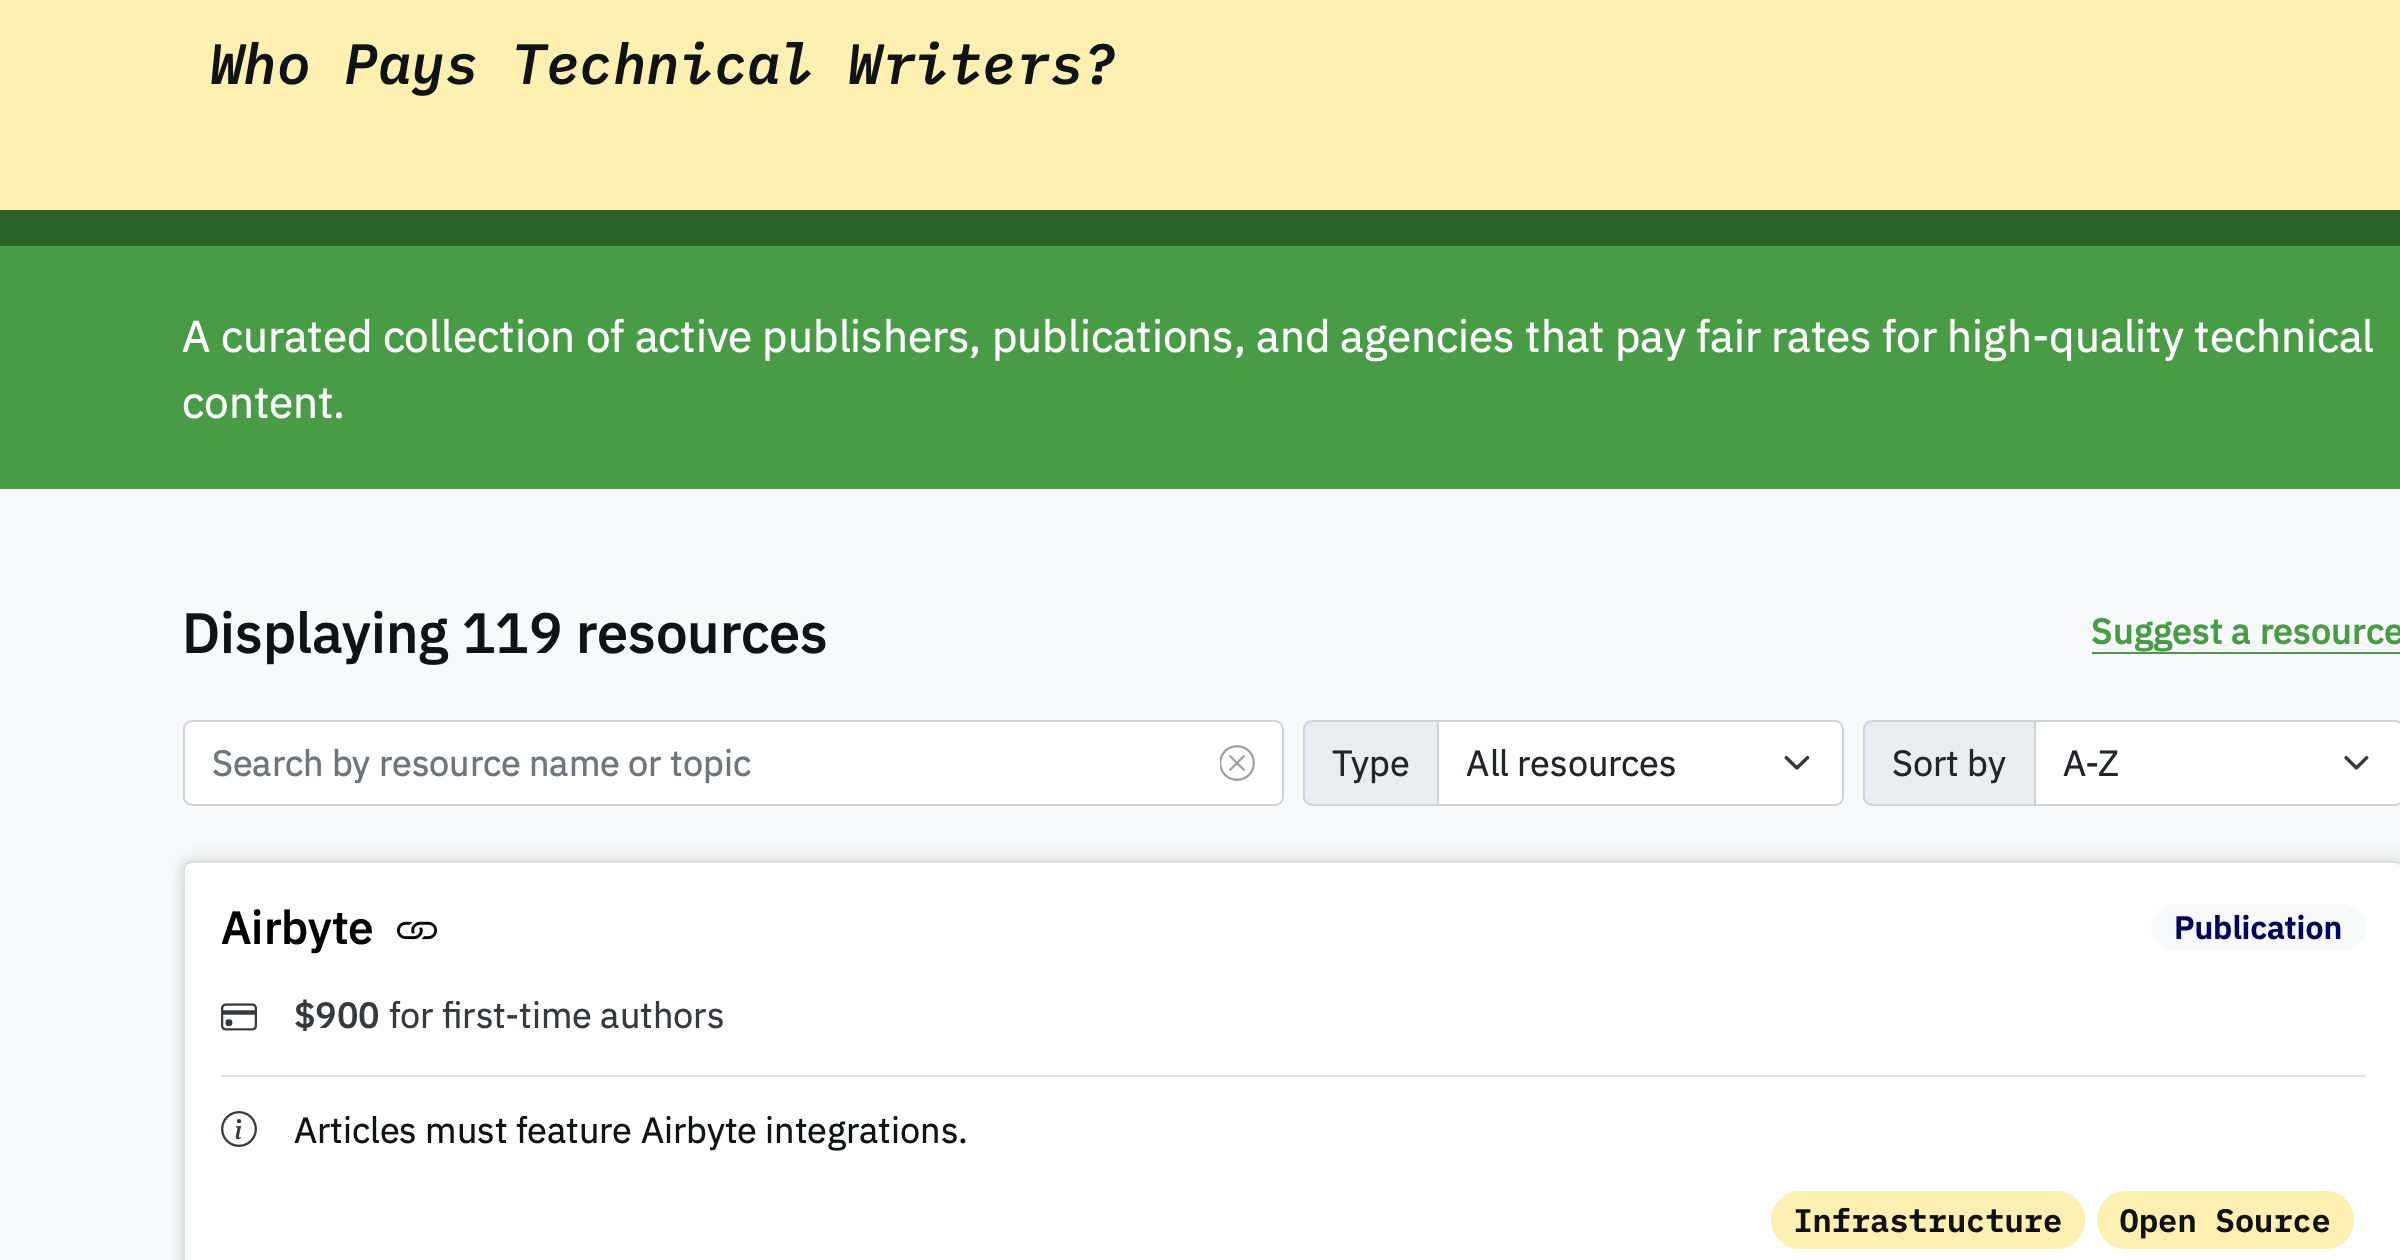 Who Pays Technical Writers?
A curated collection of active publishers, publications, and agencies that pay fair rates for high-quality technical
content.
Displaying 119 resources
Suggest a resource
Search by resource name or topic
Type
All resources
Sort by
A-Z
Airbyte
Publication
$900 for first-time authors
Articles must feature Airbyte integrations.
Infrastructure
Open Source